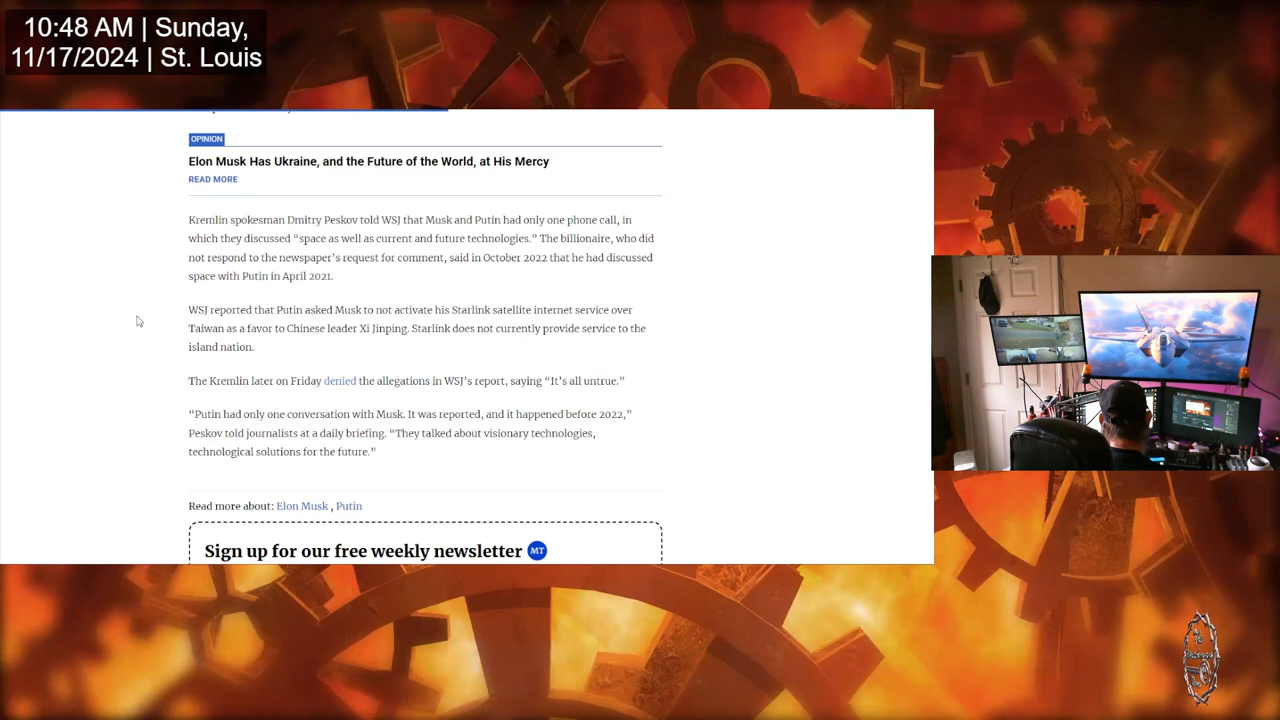 10:48 AM | Sunday,
11/17/2024 | St. Louis
OPINION
Elon Musk Has Ukraine, and the Future of the World, at His Mercy
READ MORE
Kremlin spokesman Dmitry Peskov told WSJ that Musk and Putin had only one phone call, in
which they discussed “space as well as current and future technologies.” The billionaire, who did
not respond to the newspaper’s request for comment, said in October 2022 that he had discussed
space with Putin in April 2021.
WSJ reported that Putin asked Musk to not activate his Starlink satellite internet service over
Taiwan as a favor to Chinese leader Xi Jinping. Starlink does not currently provide service to the
island nation.
The Kremlin later on Friday denied the allegations in WSJ’s report, saying “It’s all untrue.”
“Putin had only one conversation with Musk. It was reported, and it happened before 2022,”
Peskov told journalists at a daily briefing. “They talked about visionary technologies,
technological solutions for the future.”
Read more about: Elon Musk , Putin
Sign up for our free weekly newsletter MT